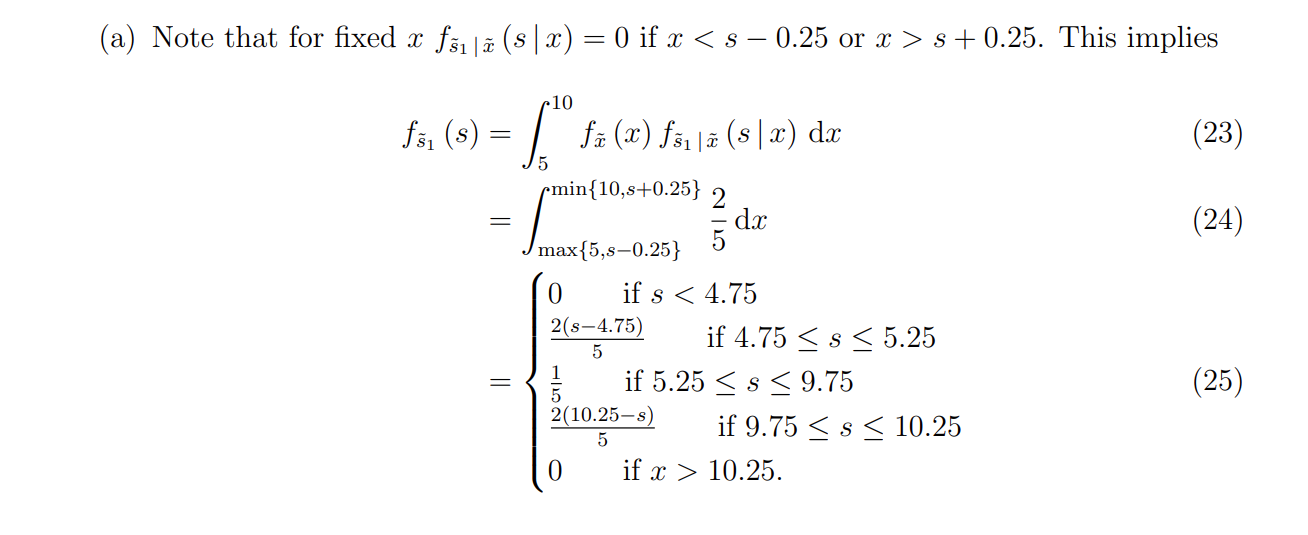 (a) Note that for fixed x f_{s̃₁ | x̃} (s | x) = 0 if x < s − 0.25 or x > s + 0.25. This implies
f_{s̃₁} (s) = ∫_{5}^{10} f_{x̃} (x) f_{s̃₁ | x̃} (s | x) dx (23)
= ∫_{max{5,s−0.25}}^{min{10,s+0.25}} 2/5 dx (24)
= { 0 if s < 4.75
2(s−4.75)/5 if 4.75 ≤ s ≤ 5.25
1/5 if 5.25 ≤ s ≤ 9.75 (25)
2(10.25−s)/5 if 9.75 ≤ s ≤ 10.25
0 if x > 10.25.